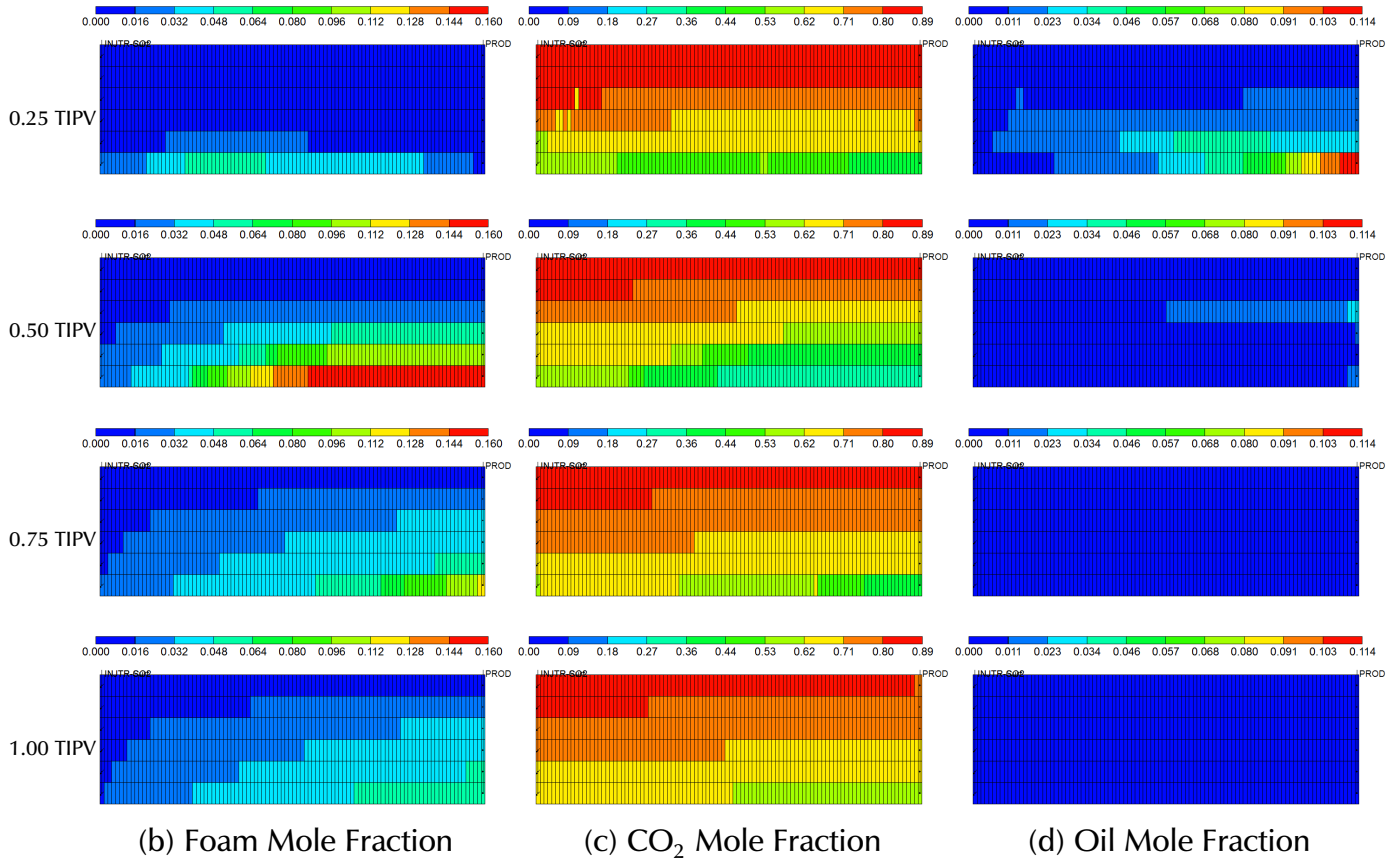 0.000 0.016 0.032 0.048 0.064 0.080 0.096 0.112 0.128 0.144 0.160
0.00 0.09 0.18 0.27 0.36 0.44 0.53 0.62 0.71 0.80 0.89
0.000 0.011 0.023 0.034 0.046 0.057 0.068 0.080 0.091 0.103 0.114
PROD
PROD
PROD
0.25 TIPV
0.000 0.016 0.032 0.048 0.064 0.080 0.096 0.112 0.128 0.144 0.160
0.00 0.09 0.18 0.27 0.36 0.44 0.53 0.62 0.71 0.80 0.89
0.000 0.011 0.023 0.034 0.046 0.057 0.068 0.080 0.091 0.103 0.114
PROD
PROD
PROD
0.50 TIPV
0.000 0.016 0.032 0.048 0.064 0.080 0.096 0.112 0.128 0.144 0.160
0.00 0.09 0.18 0.27 0.36 0.44 0.53 0.62 0.71 0.80 0.89
0.000 0.011 0.023 0.034 0.046 0.057 0.068 0.080 0.091 0.103 0.114
PROD
PROD
PROD
0.75 TIPV
0.000 0.016 0.032 0.048 0.064 0.080 0.096 0.112 0.128 0.144 0.160
0.00 0.09 0.18 0.27 0.36 0.44 0.53 0.62 0.71 0.80 0.89
0.000 0.011 0.023 0.034 0.046 0.057 0.068 0.080 0.091 0.103 0.114
PROD
PROD
PROD
1.00 TIPV
(b) Foam Mole Fraction
(c) CO₂ Mole Fraction
(d) Oil Mole Fraction